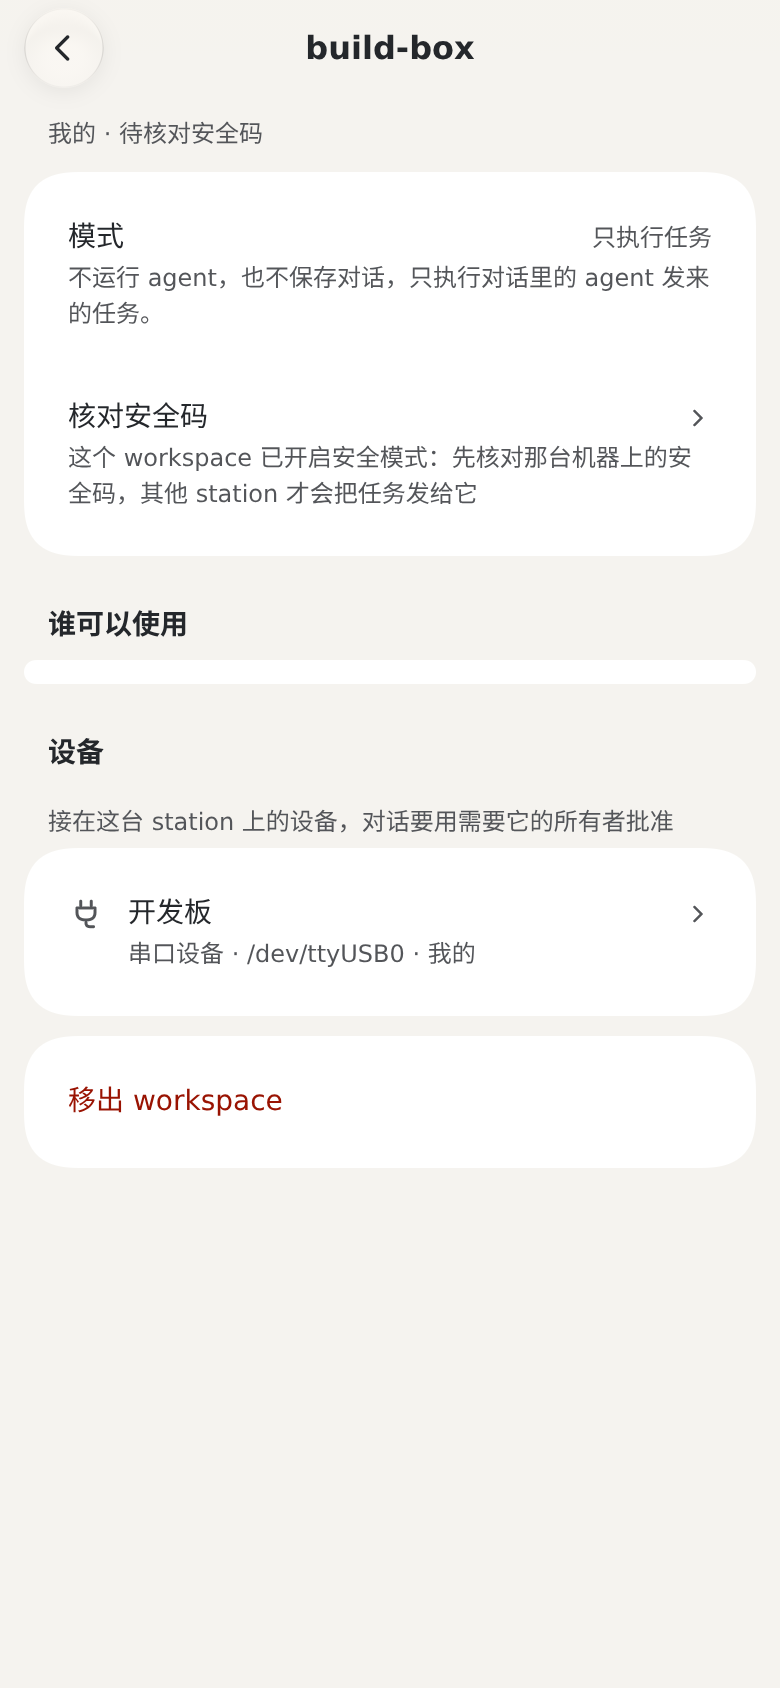 build-box
我的 · 待核对安全码
模式
只执行任务
不运行 agent，也不保存对话，只执行对话里的 agent 发来
的任务。
核对安全码
这个 workspace 已开启安全模式：先核对那台机器上的安
全码，其他 station 才会把任务发给它
谁可以使用
设备
接在这台 station 上的设备，对话要用需要它的所有者批准
开发板
串口设备 · /dev/ttyUSB0 · 我的
移出 workspace